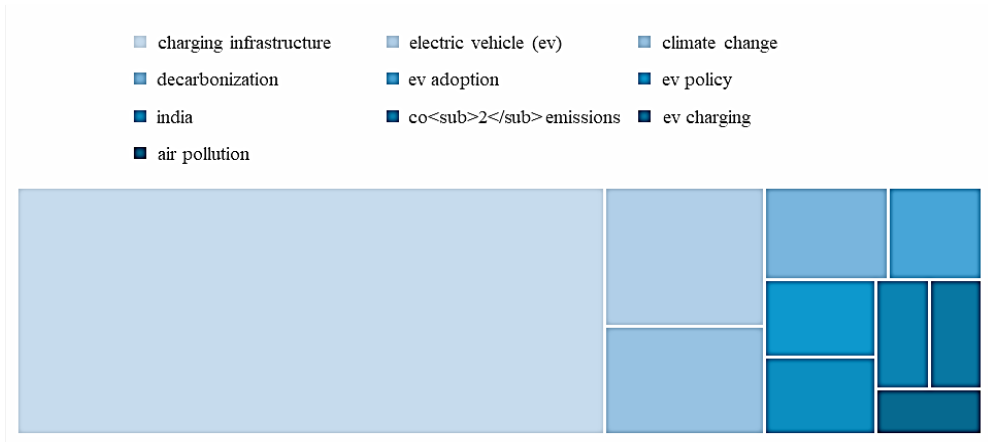 charging infrastructure electric vehicle (ev) climate change
decarbonization ev adoption ev policy
india co<sub>2</sub> emissions ev charging
air pollution